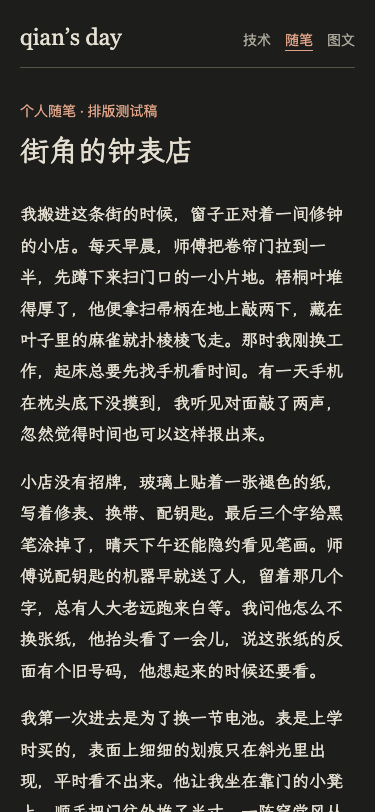 qian’s day
技术 随笔 图文
个人随笔 · 排版测试稿
街角的钟表店
我搬进这条街的时候，窗子正对着一间修钟
的小店。每天早晨，师傅把卷帘门拉到一
半，先蹲下来扫门口的一小片地。梧桐叶堆
得厚了，他便拿扫帚柄在地上敲两下，藏在
叶子里的麻雀就扑棱棱飞走。那时我刚换工
作，起床总要先找手机看时间。有一天手机
在枕头底下没摸到，我听见对面敲了两声，
忽然觉得时间也可以这样报出来。
小店没有招牌，玻璃上贴着一张褪色的纸，
写着修表、换带、配钥匙。最后三个字给黑
笔涂掉了，晴天下午还能隐约看见笔画。师
傅说配钥匙的机器早就送了人，留着那几个
字，总有人大老远跑来白等。我问他怎么不
换张纸，他抬头看了一会儿，说这张纸的反
面有个旧号码，他想起来的时候还要看。
我第一次进去是为了换一节电池。表是上学
时买的，表面上细细的划痕只在斜光里出
现，平时看不出来。他让我坐在靠门的小凳
上，顺手把门往外推了半寸，一阵穿堂风从